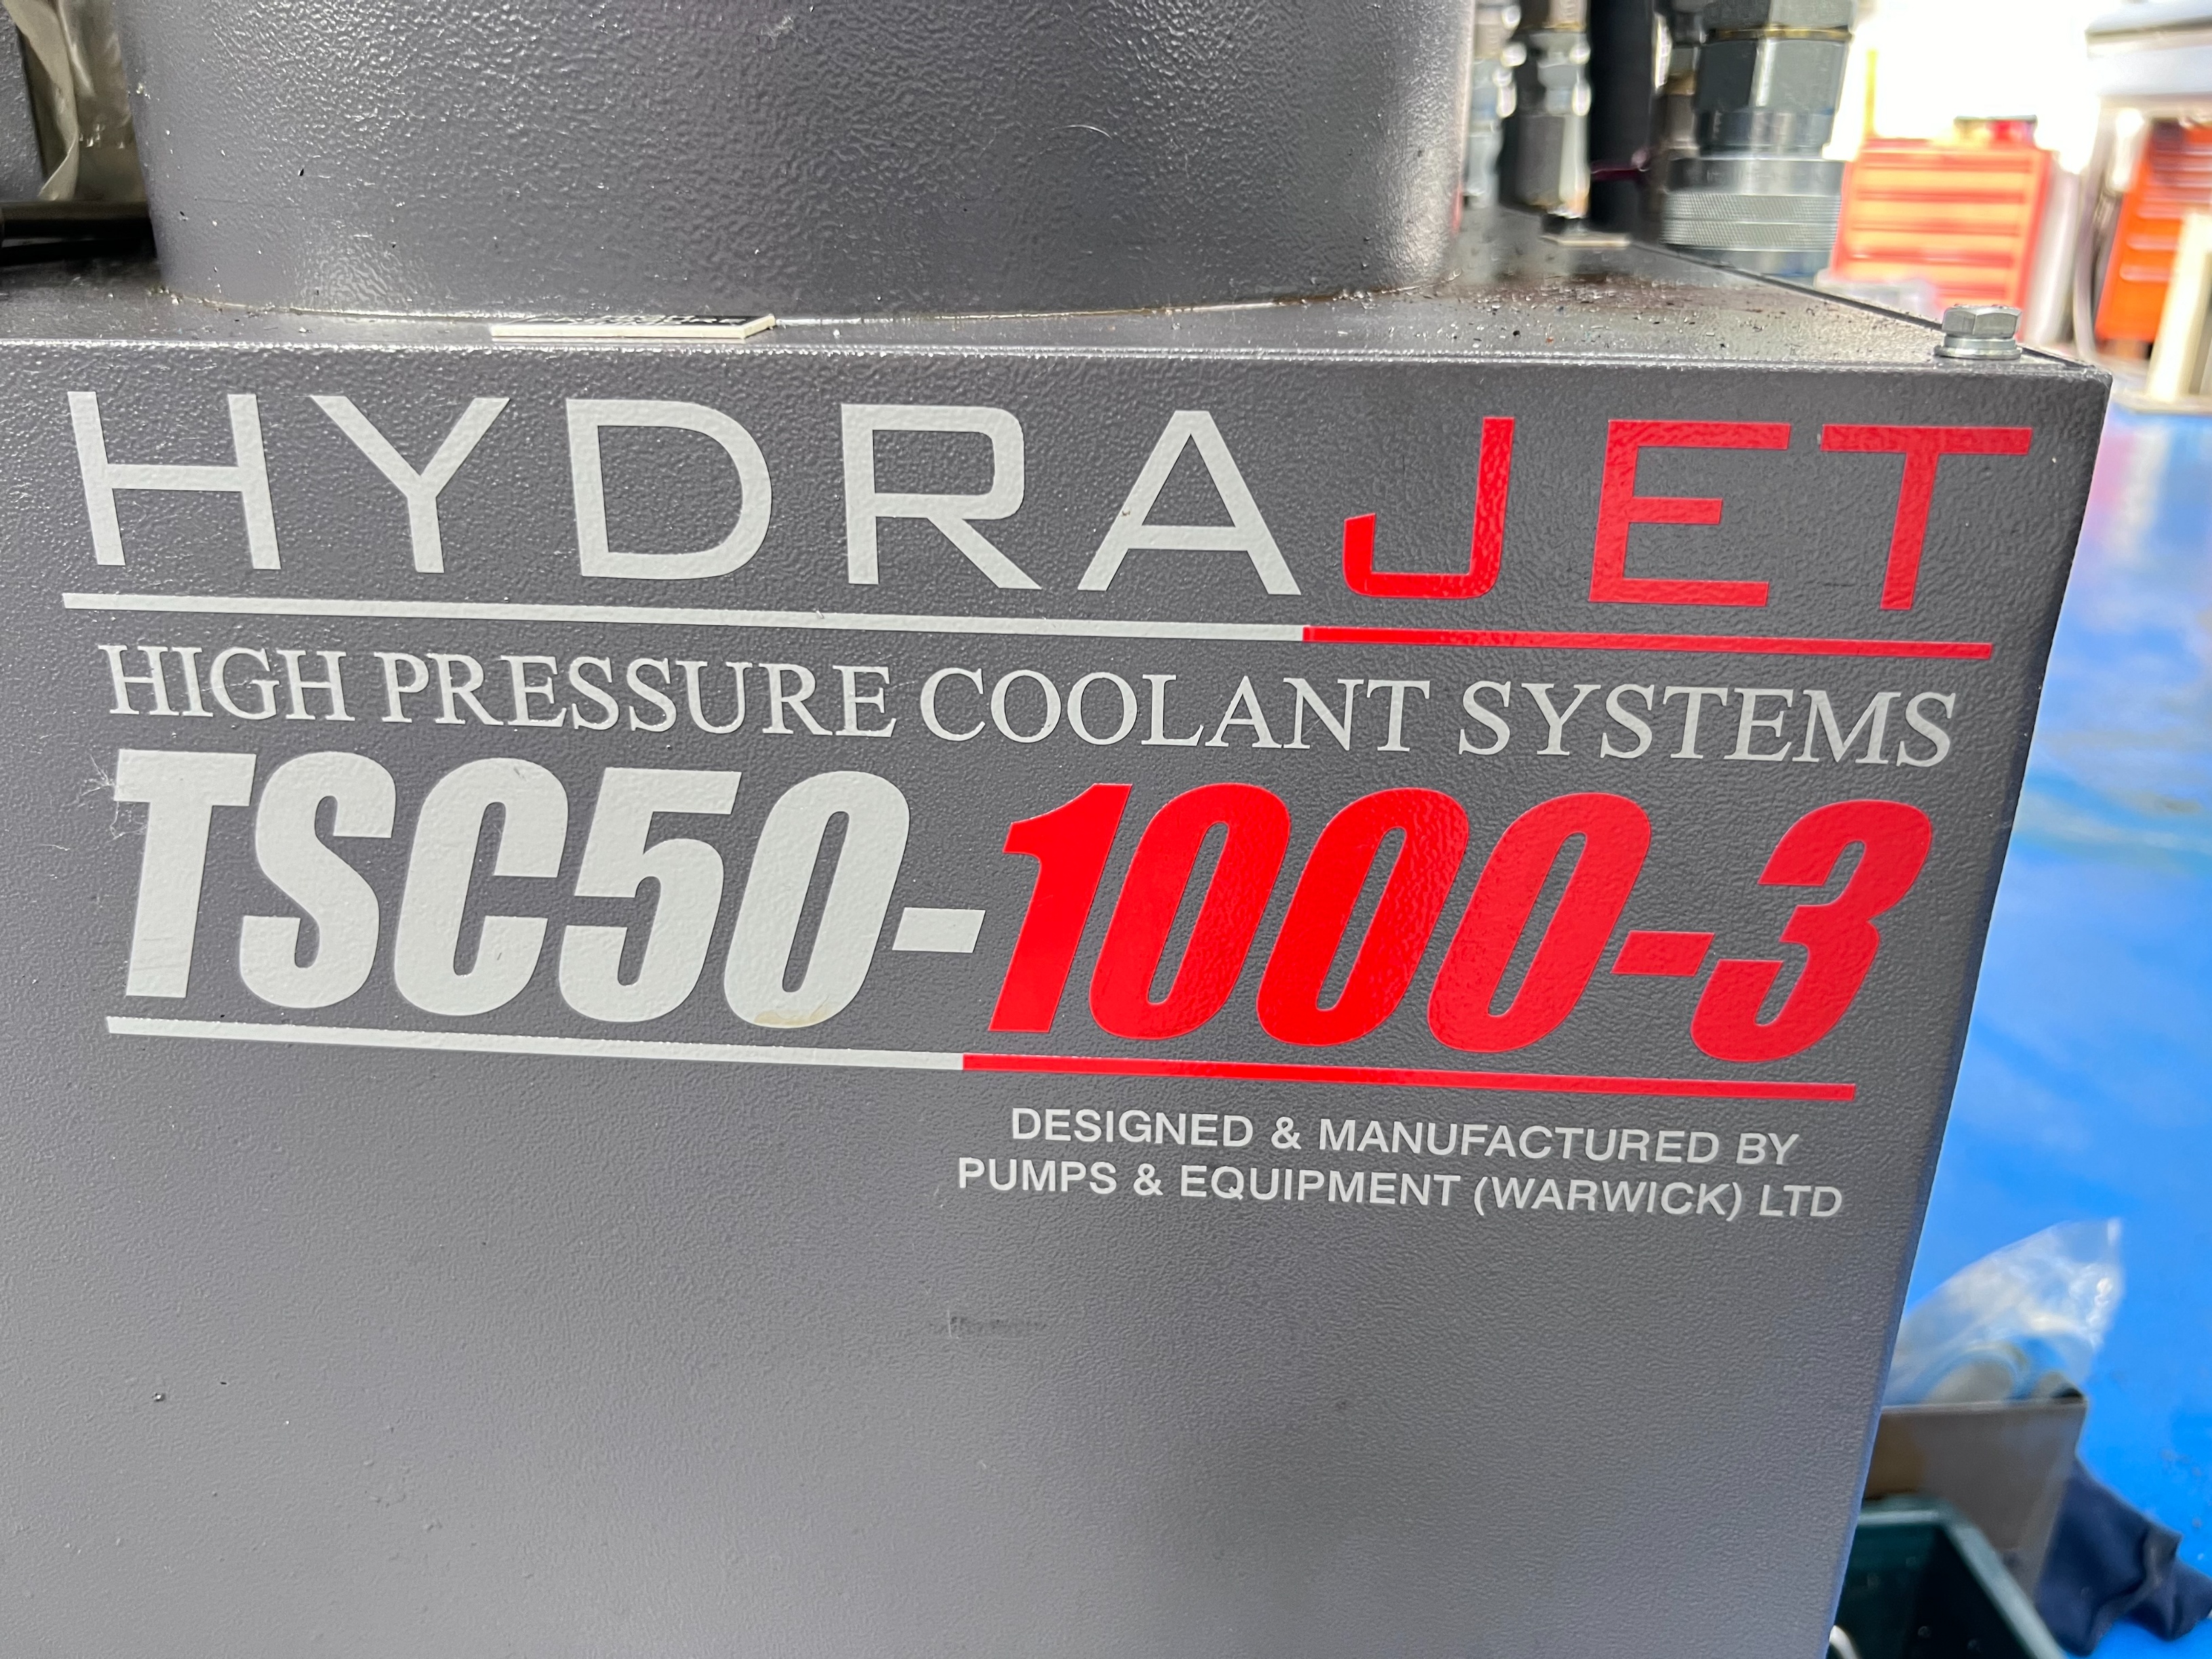 HYDRAJET
HIGH PRESSURE COOLANT SYSTEMS
TSC50-1000-3
DESIGNED & MANUFACTURED BY
PUMPS & EQUIPMENT (WARWICK) LTD